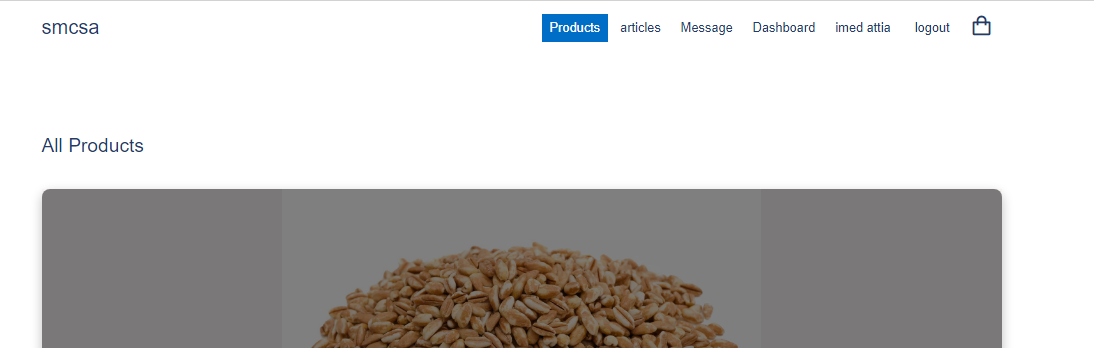 smcsa Products articles Message Dashboard imed attia logout
All Products